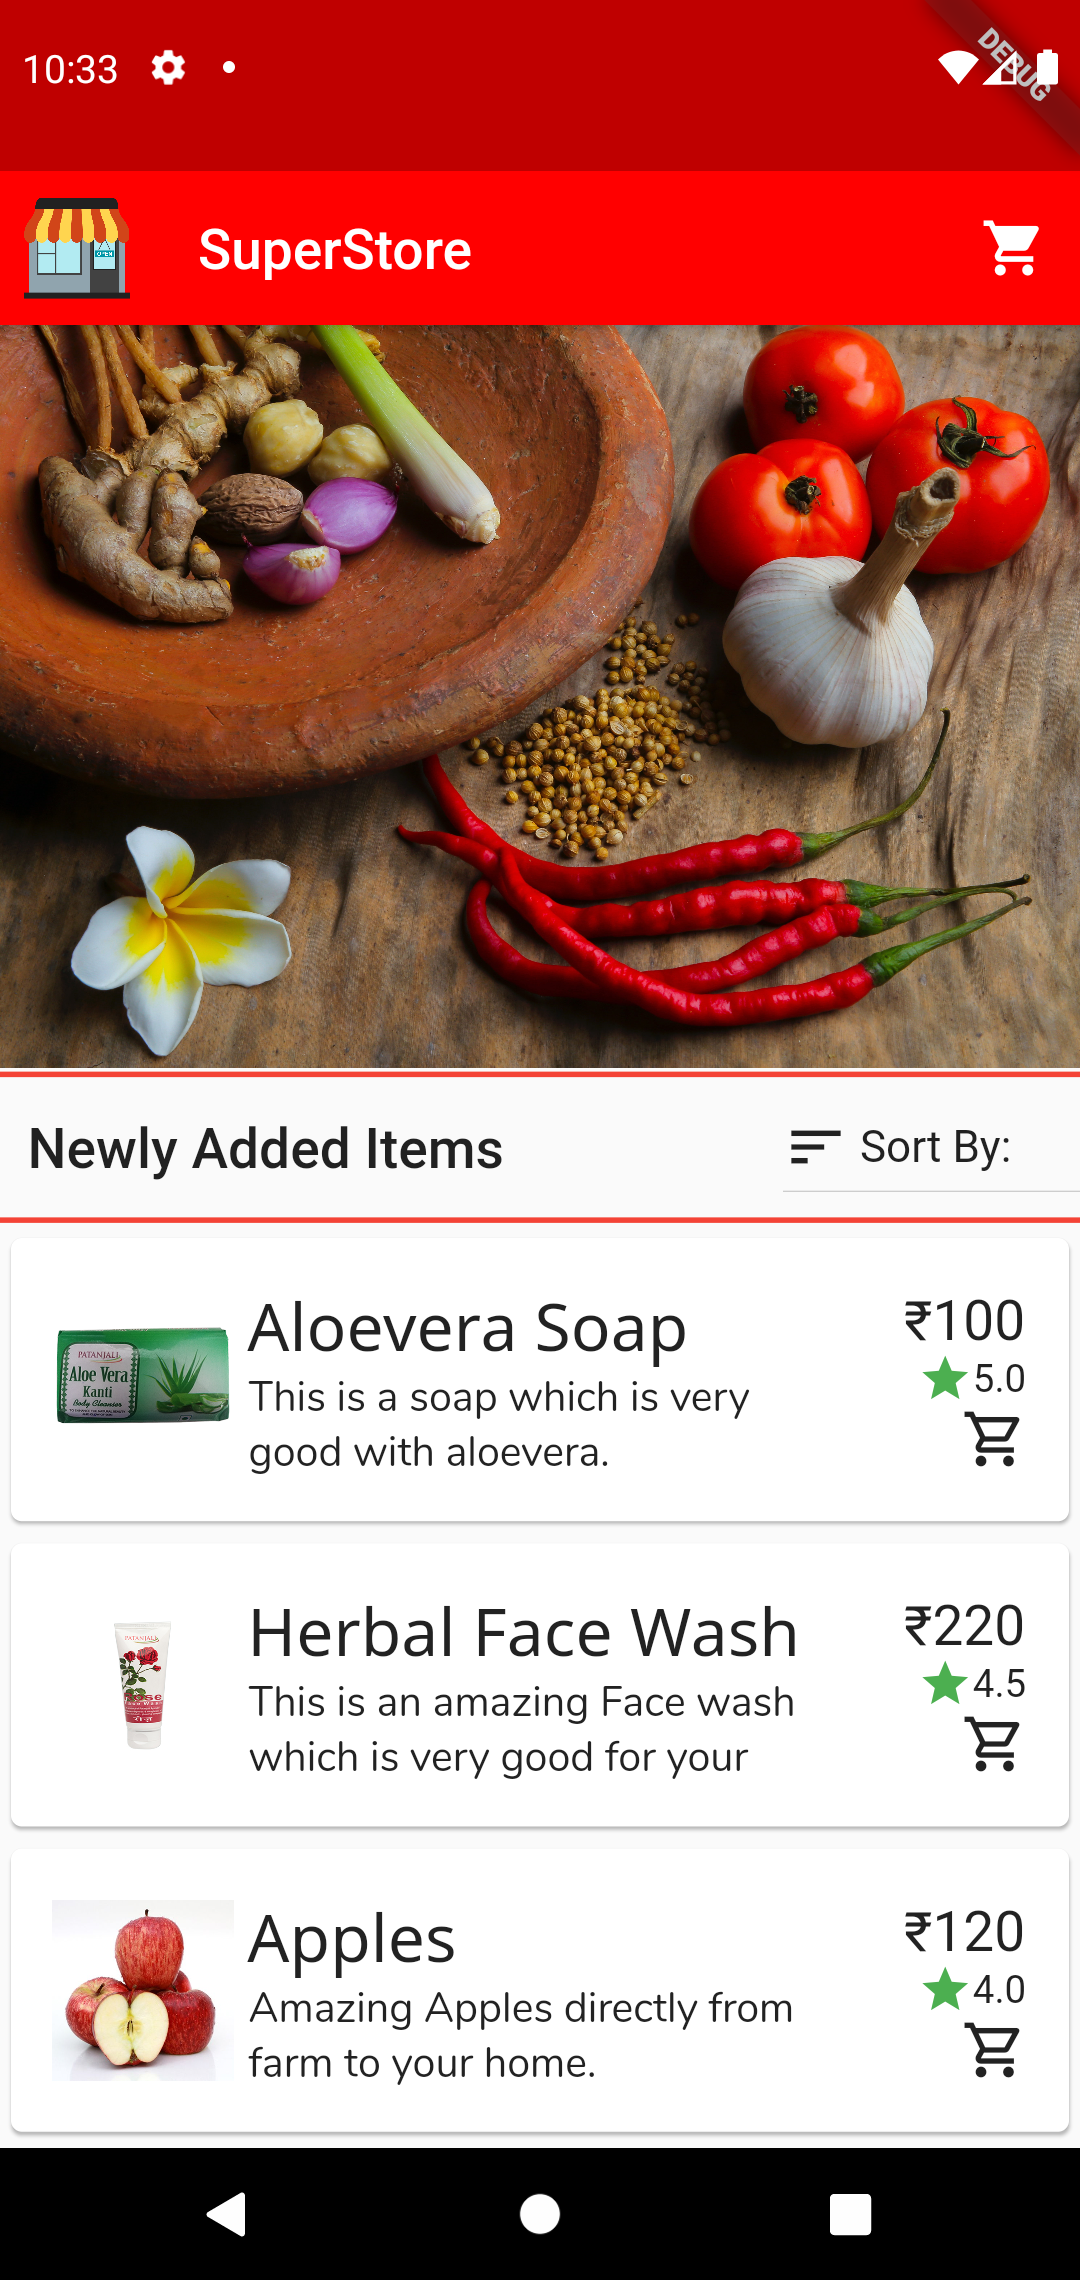 10:33
DEBUG
OPEN
SuperStore
Newly Added Items
Sort By:
PATANJALI
Aloe Vera
Kanti
Body Cleanser
Aloevera Soap
This is a soap which is very
good with aloevera.
₹100
5.0
PATANJALI
Herbal Face Wash
This is an amazing Face wash
which is very good for your
₹220
4.5
Apples
Amazing Apples directly from
farm to your home.
₹120
4.0